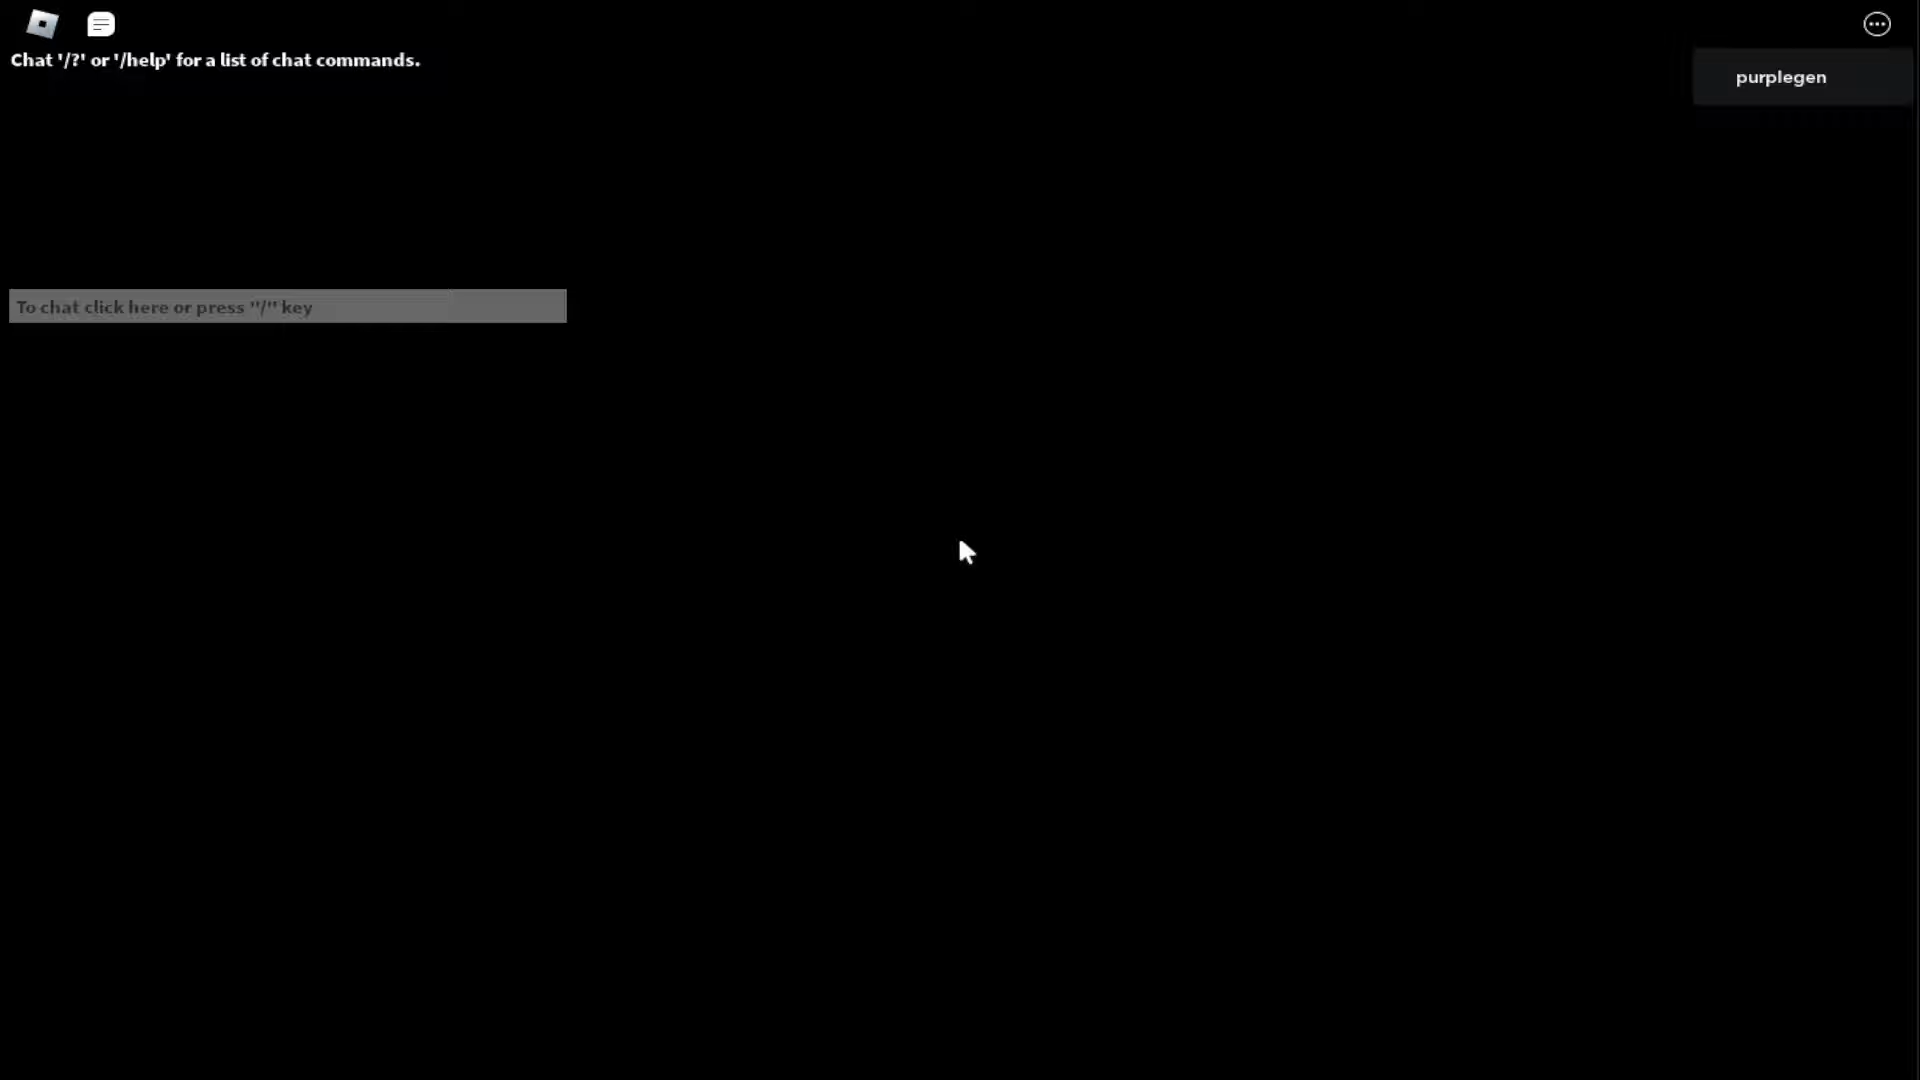 Chat '/?' or '/help' for a list of chat commands.
purplegen
To chat click here or press "/" key